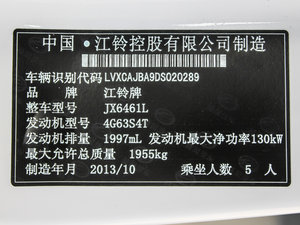 中国·江铃控股有限公司制造
车辆识别代码 LVXCAJBA9DS020289
品牌 江铃牌
整车型号 JX6461L
发动机型号 4G63S4T
发动机排量 1997mL 发动机最大净功率130kW
最大允许总质量 1955kg
制造年月 2013/10 乘坐人数 5 人